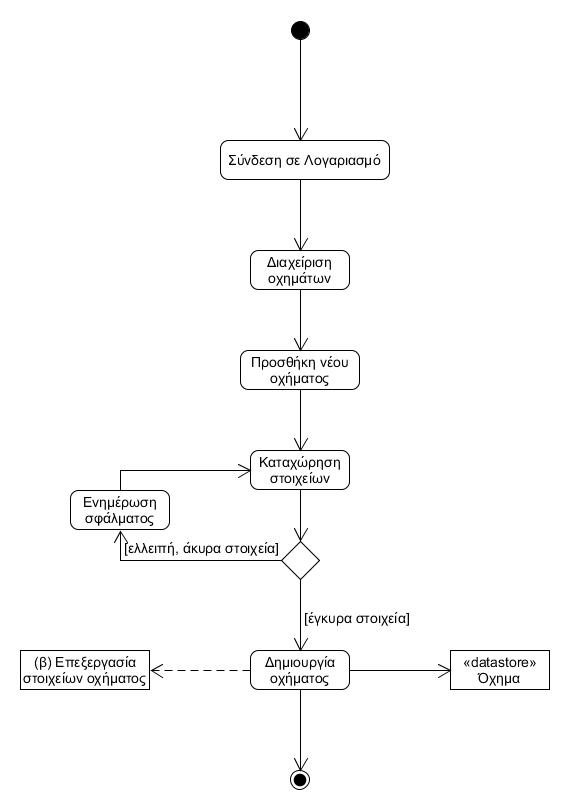 Σύνδεση σε Λογαριασμό
Διαχείριση
οχημάτων
Προσθήκη νέου
οχήματος
Καταχώρηση
στοιχείων
Ενημέρωση
σφάλματος
[ελλειπή, άκυρα στοιχεία]
[έγκυρα στοιχεία]
(β) Επεξεργασία
στοιχείων οχήματος
Δημιουργία
οχήματος
«datastore»
Όχημα